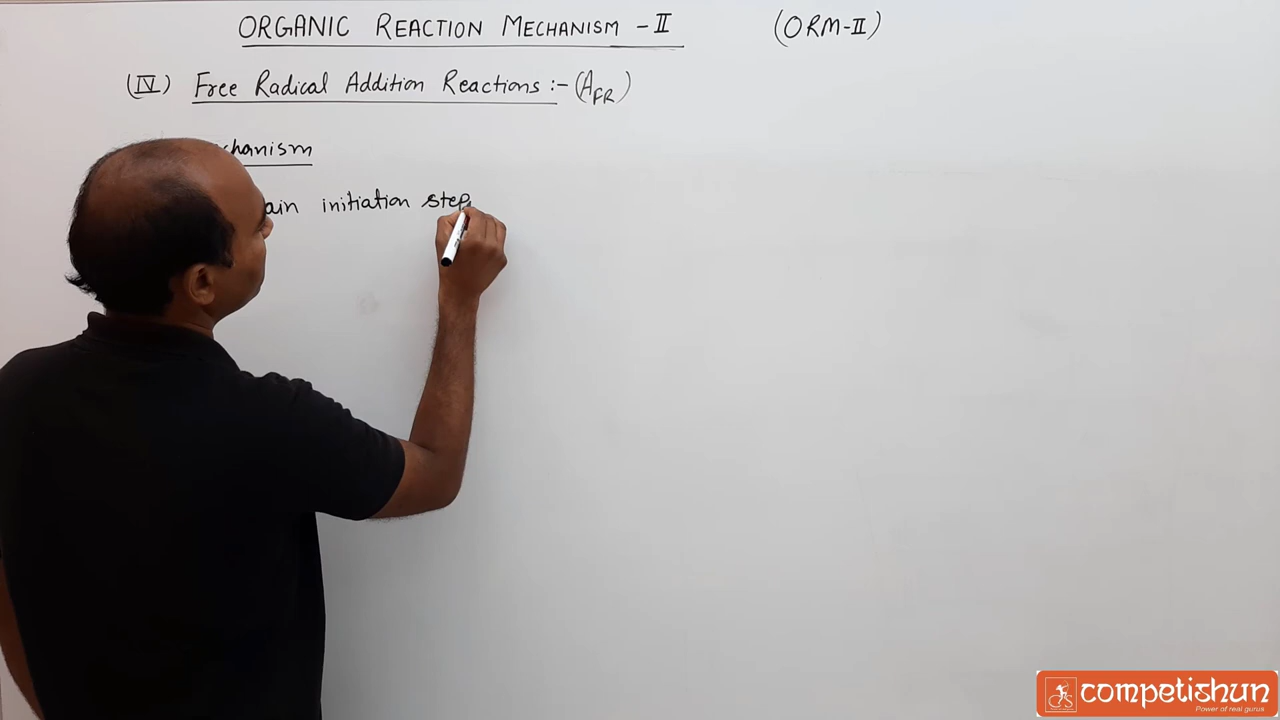 ORGANIC REACTION MECHANISM - II (ORM-II)
(IV) Free Radical Addition Reactions :- (AFR)
chanism
ain initiation step
competishun
Power of real gurus